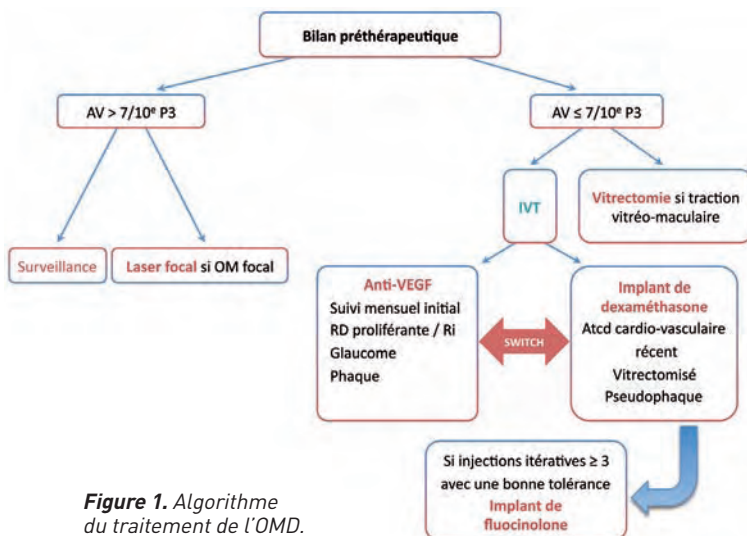 Bilan préthérapeutique
AV > 7/10ᵉ P3
AV ≤ 7/10ᵉ P3
IVT
Vitrectomie si traction
vitréo-maculaire
Surveillance
Laser focal si OM focal
Anti-VEGF
Suivi mensuel initial
RD proliférante / Ri
Glaucome
Phaque
SWITCH
Implant de
dexaméthasone
Atcd cardio-vasculaire
récent
Vitrectomisé
Pseudophaque
Si injections itératives ≥ 3
avec une bonne tolérance
Implant de
fluocinolone
Figure 1. Algorithme
du traitement de l'OMD.